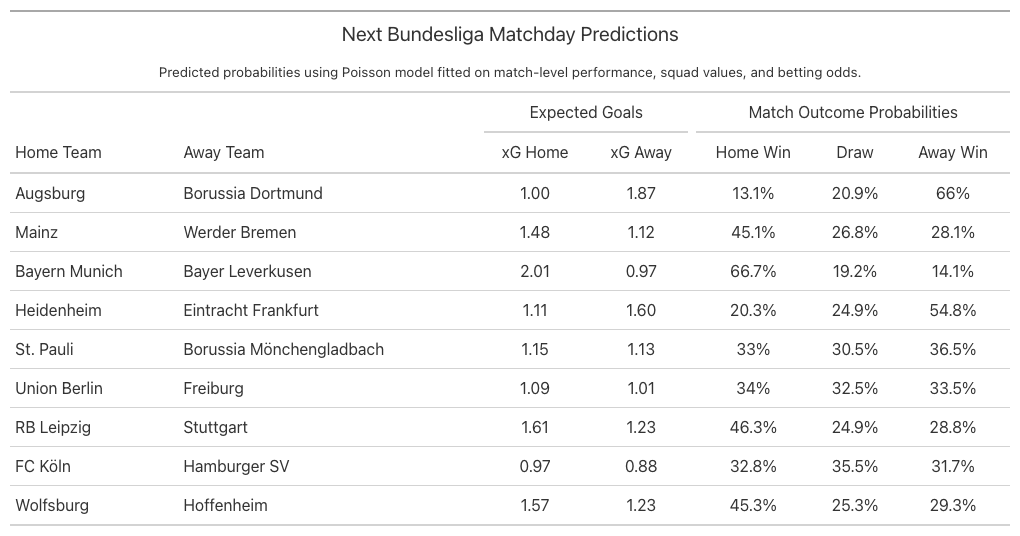 Next Bundesliga Matchday Predictions
Predicted probabilities using Poisson model fitted on match-level performance, squad values, and betting odds.
Expected Goals Match Outcome Probabilities
Home Team Away Team xG Home xG Away Home Win Draw Away Win
Augsburg Borussia Dortmund 1.00 1.87 13.1% 20.9% 66%
Mainz Werder Bremen 1.48 1.12 45.1% 26.8% 28.1%
Bayern Munich Bayer Leverkusen 2.01 0.97 66.7% 19.2% 14.1%
Heidenheim Eintracht Frankfurt 1.11 1.60 20.3% 24.9% 54.8%
St. Pauli Borussia Mönchengladbach 1.15 1.13 33% 30.5% 36.5%
Union Berlin Freiburg 1.09 1.01 34% 32.5% 33.5%
RB Leipzig Stuttgart 1.61 1.23 46.3% 24.9% 28.8%
FC Köln Hamburger SV 0.97 0.88 32.8% 35.5% 31.7%
Wolfsburg Hoffenheim 1.57 1.23 45.3% 25.3% 29.3%